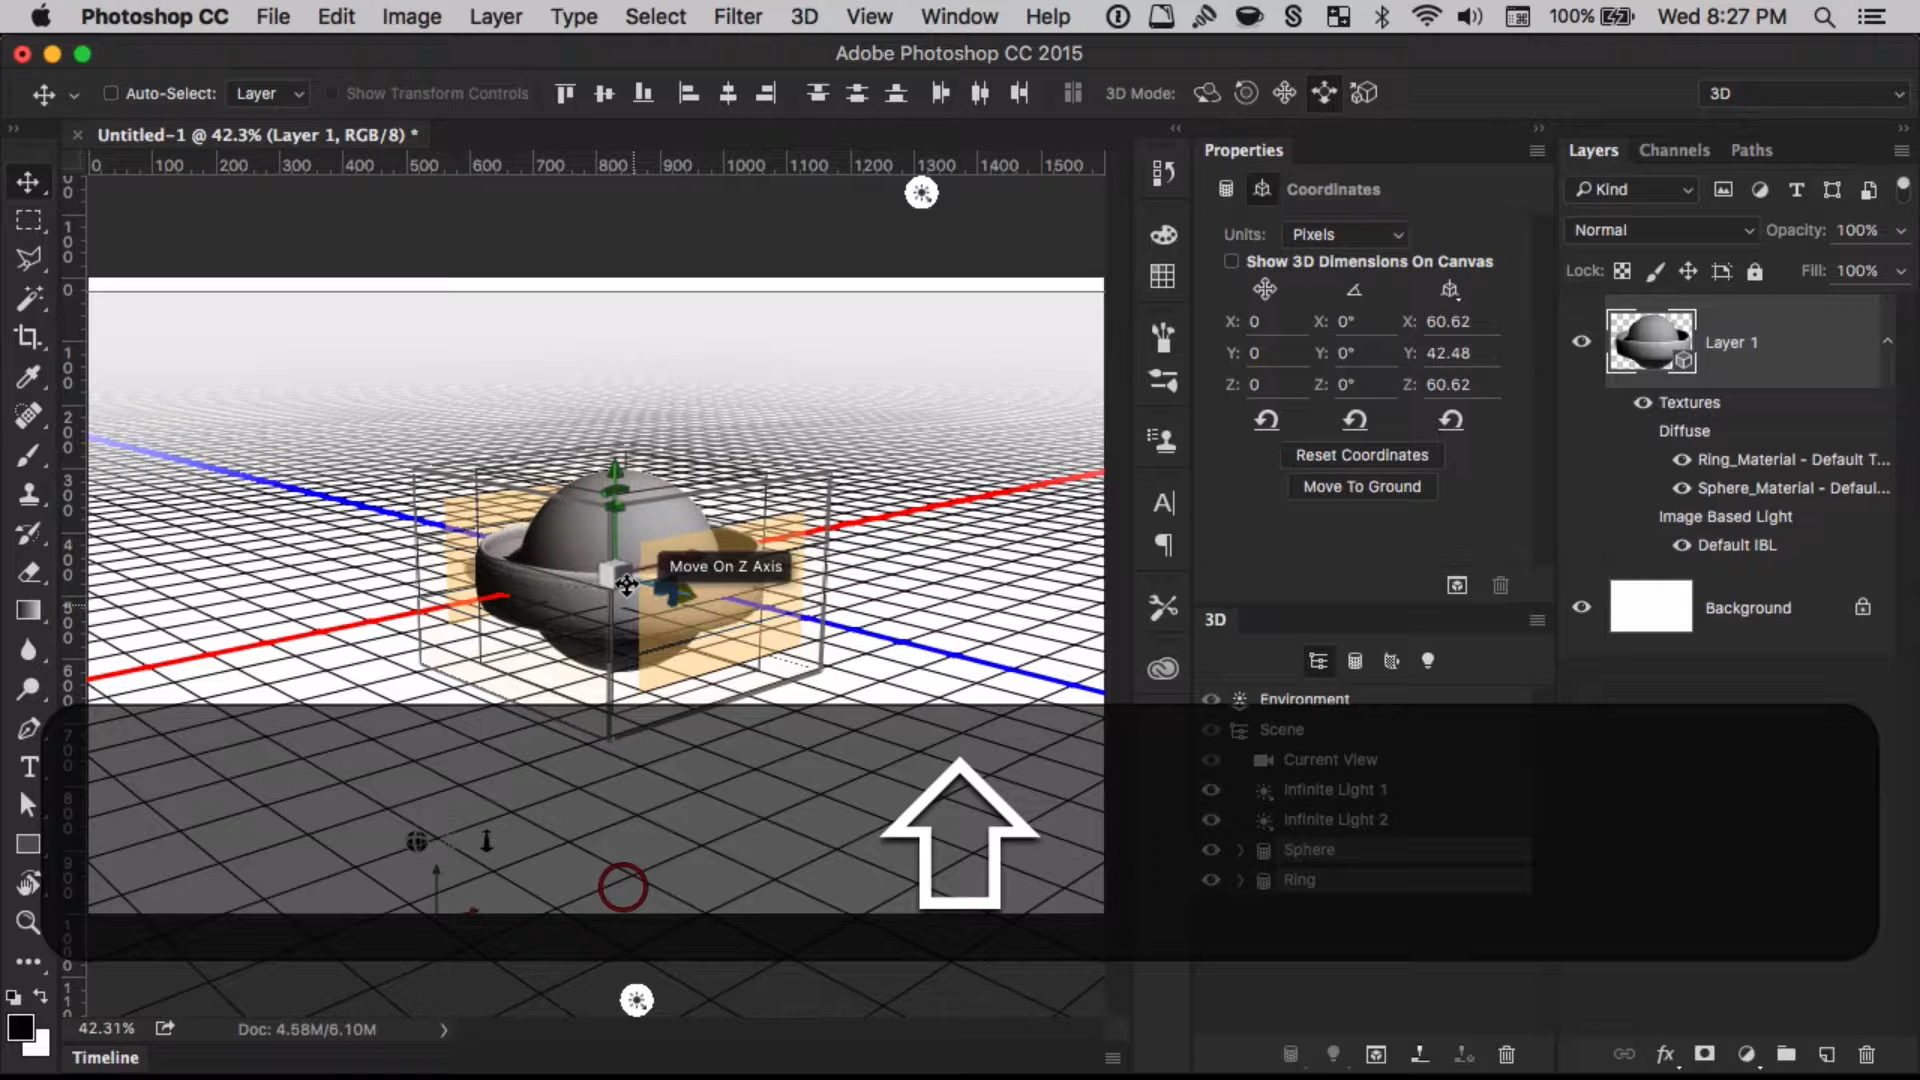 Photoshop CC File Edit Image Layer Type Select Filter 3D View Window Help 100% Wed 8:27 PM
Adobe Photoshop CC 2015
Auto-Select: Layer Show Transform Controls 3D Mode: 3D
Untitled-1 @ 42.3% (Layer 1, RGB/8) *
0 100 200 300 400 500 600 700 800 900 1000 1100 1200 1300 1400 1500
Properties
Coordinates
Units: Pixels
Show 3D Dimensions On Canvas
X: 0 X: 0° X: 60.62
Y: 0 Y: 0° Y: 42.48
Z: 0 Z: 0° Z: 60.62
Reset Coordinates
Move To Ground
Move On Z Axis
3D
Environment
Scene
Current View
Infinite Light 1
Infinite Light 2
Sphere
Ring
Layers Channels Paths
Kind
Normal Opacity: 100%
Lock: Fill: 100%
Layer 1
Textures
Diffuse
Ring_Material - Default T...
Sphere_Material - Defaul...
Image Based Light
Default IBL
Background
42.31% Doc: 4.58M/6.10M
Timeline